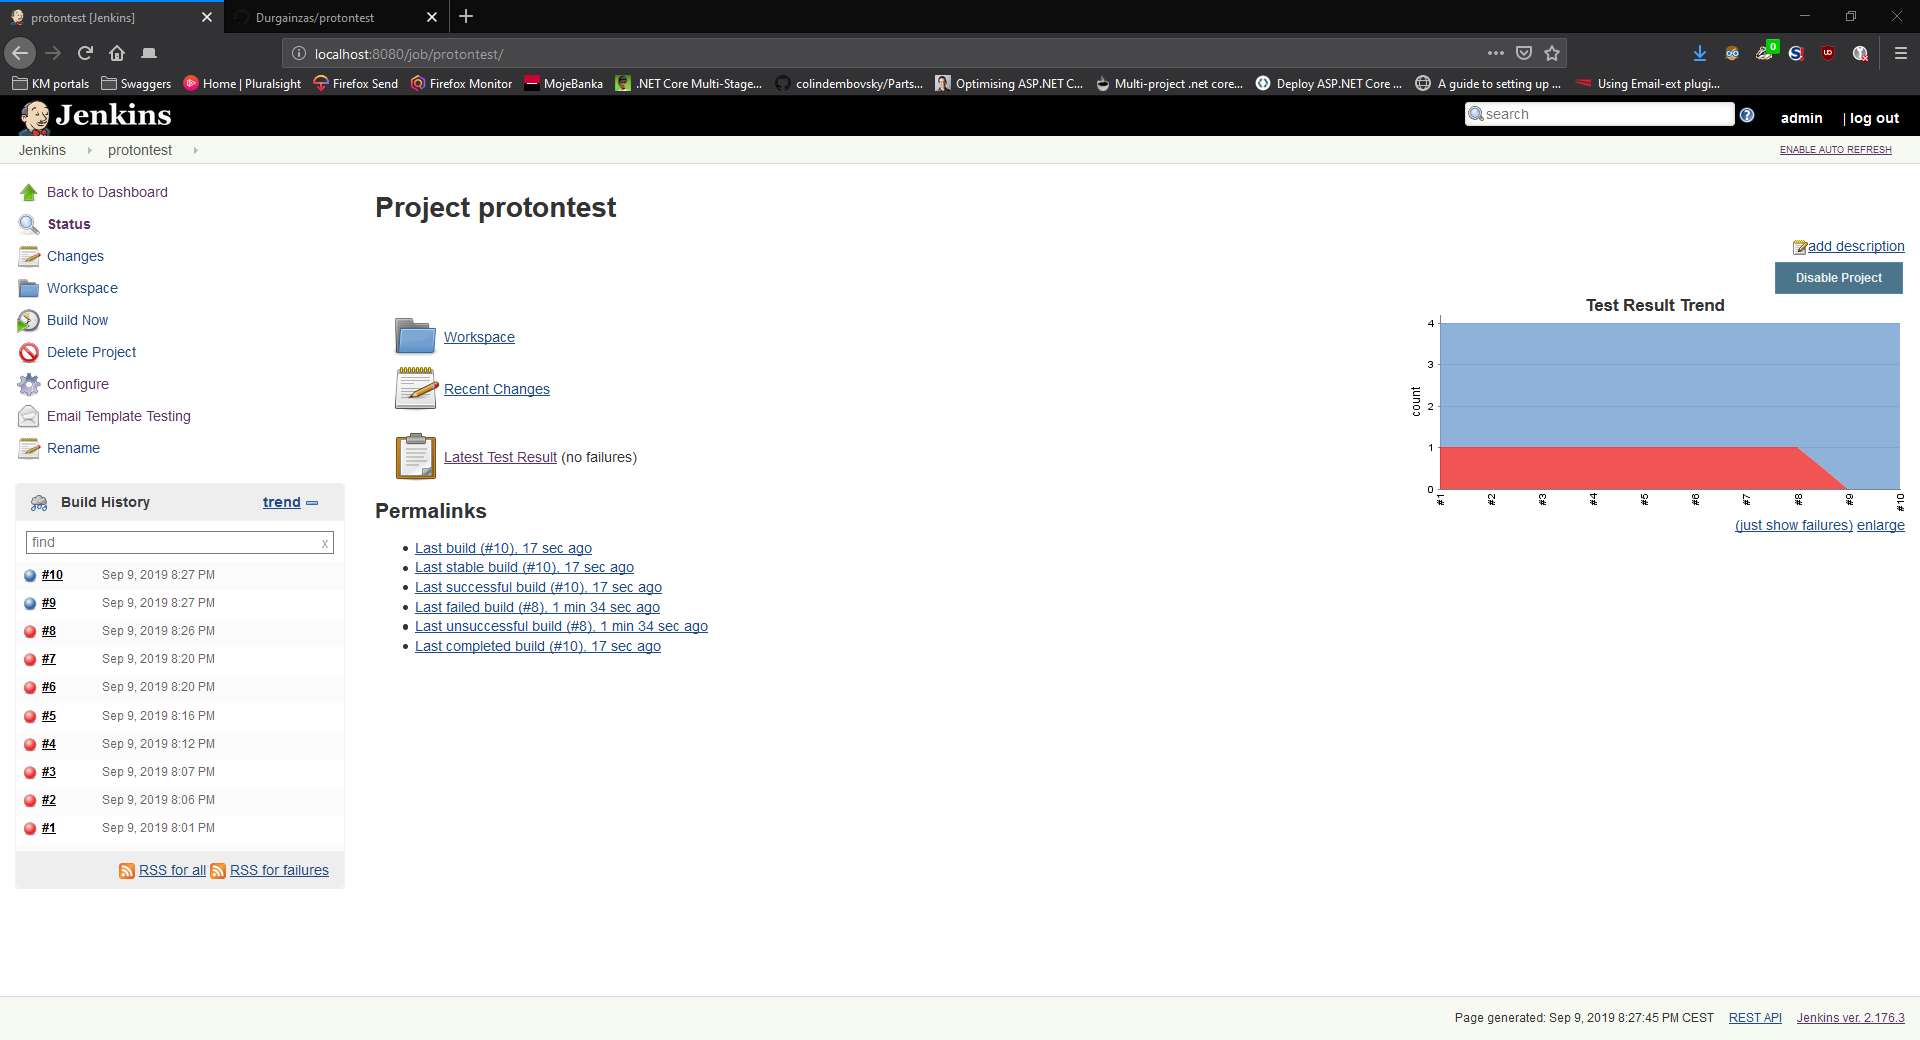 protontest [Jenkins]
Durgainzas/protontest
localhost:8080/job/protontest/
0
KM portals Swaggers Home | Pluralsight Firefox Send Firefox Monitor MojeBanka .NET Core Multi-Stage... colindembovsky/Parts... Optimising ASP.NET C... Multi-project .net core... Deploy ASP.NET Core ... A guide to setting up ... Using Email-ext plugi...
Jenkins
search
admin | log out
Jenkins protontest
ENABLE AUTO REFRESH
Back to Dashboard
Status
Changes
Workspace
Build Now
Delete Project
Configure
Email Template Testing
Rename
Build History trend
find x
#10 Sep 9, 2019 8:27 PM
#9 Sep 9, 2019 8:27 PM
#8 Sep 9, 2019 8:26 PM
#7 Sep 9, 2019 8:20 PM
#6 Sep 9, 2019 8:20 PM
#5 Sep 9, 2019 8:16 PM
#4 Sep 9, 2019 8:12 PM
#3 Sep 9, 2019 8:07 PM
#2 Sep 9, 2019 8:06 PM
#1 Sep 9, 2019 8:01 PM
RSS for all RSS for failures
Project protontest
add description
Disable Project
Workspace
Recent Changes
Latest Test Result (no failures)
Permalinks
Last build (#10), 17 sec ago
Last stable build (#10), 17 sec ago
Last successful build (#10), 17 sec ago
Last failed build (#8), 1 min 34 sec ago
Last unsuccessful build (#8), 1 min 34 sec ago
Last completed build (#10), 17 sec ago
Test Result Trend
count
4
3
2
1
0
#1 #2 #3 #4 #5 #6 #7 #8 #9 #10
(just show failures) enlarge
Page generated: Sep 9, 2019 8:27:45 PM CEST REST API Jenkins ver. 2.176.3